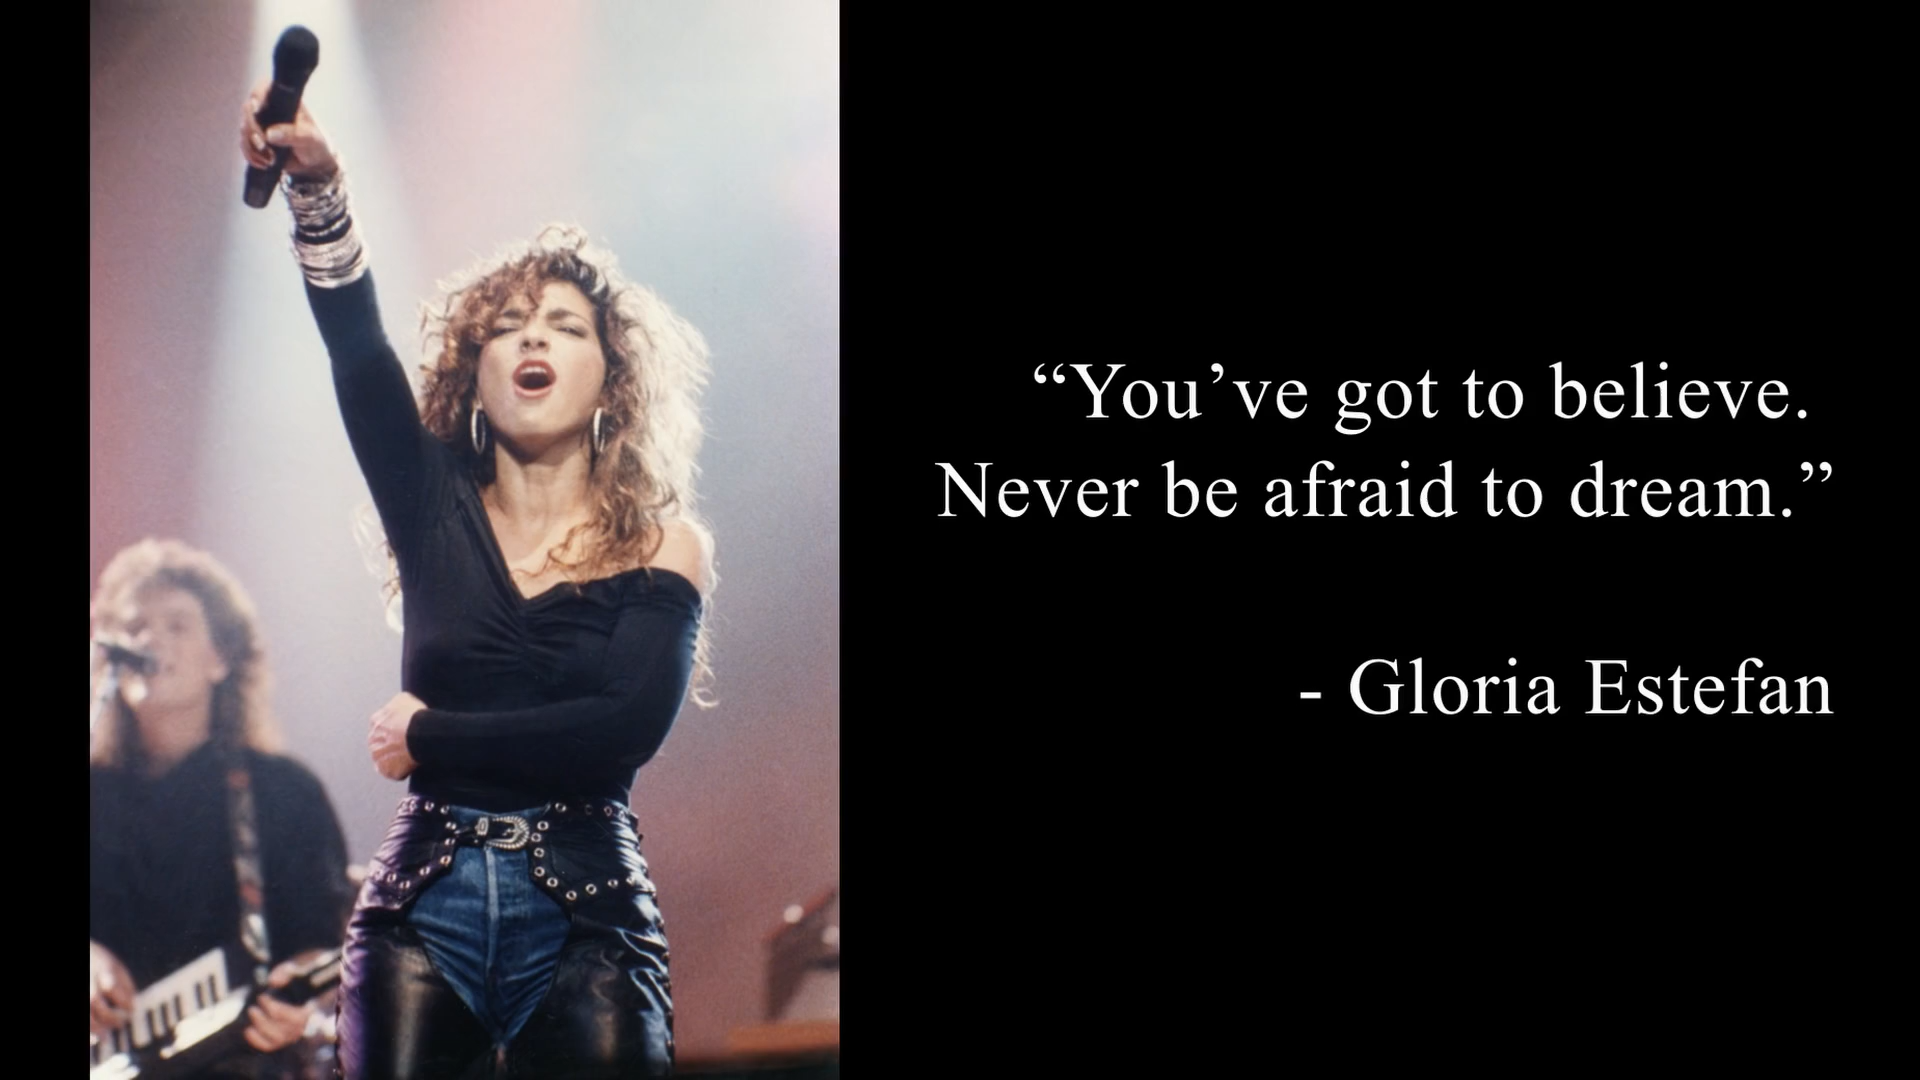 “You’ve got to believe.
Never be afraid to dream.”
- Gloria Estefan